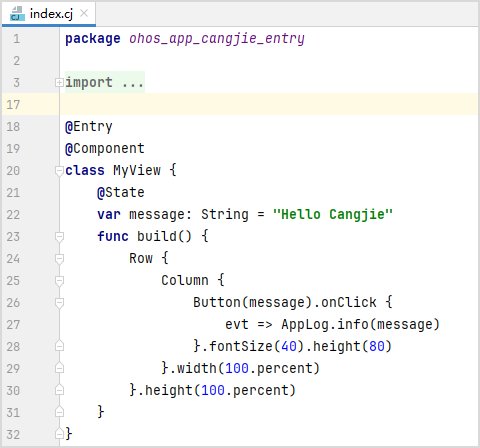 index.cj
CJ
1 package ohos_app_cangjie_entry
2
3 import ...
17
18 @Entry
19 @Component
20 class MyView {
21 @State
22 var message: String = "Hello Cangjie"
23 func build() {
24 Row {
25 Column {
26 Button(message).onClick {
27 evt => AppLog.info(message)
28 }.fontSize(40).height(80)
29 }.width(100.percent)
30 }.height(100.percent)
31 }
32 }